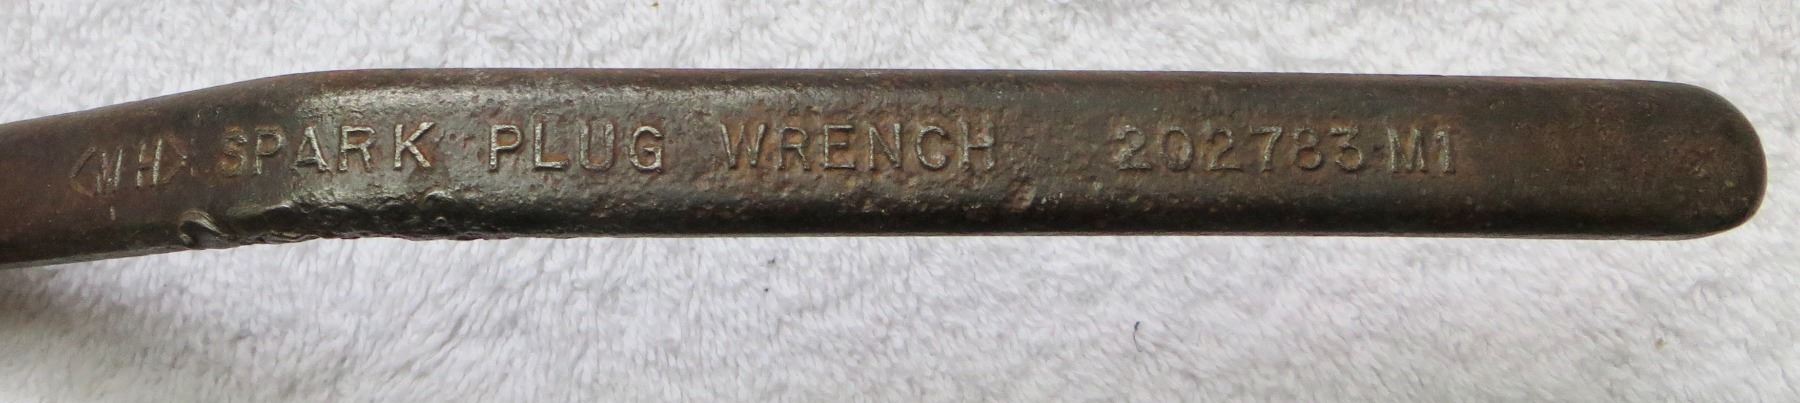 <MH> SPARK PLUG WRENCH 202783 M1